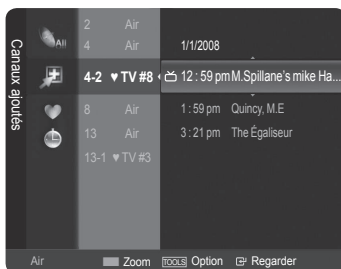 Canaux ajoutés
All
2 Air
4 Air 1/1/2008
4-2 ♥ TV #8 12 : 59 pm M.Spillane's mike Ha...
8 Air 1 : 59 pm Quincy, M.E
13 Air 3 : 21 pm The Égaliseur
13-1 ♥ TV #3
Air Zoom TOOLS Option Regarder